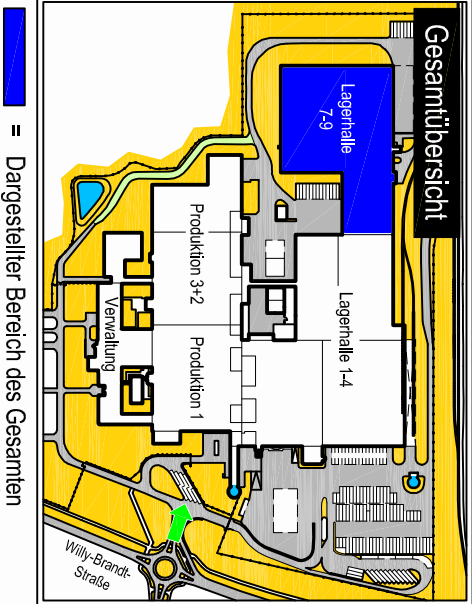 Gesamtübersicht
Lagerhalle
7-9
Lagerhalle 1-4
Produktion 3+2
Produktion 1
Verwaltung
Willy-Brandt-
Straße
= Dargestellter Bereich des Gesamten